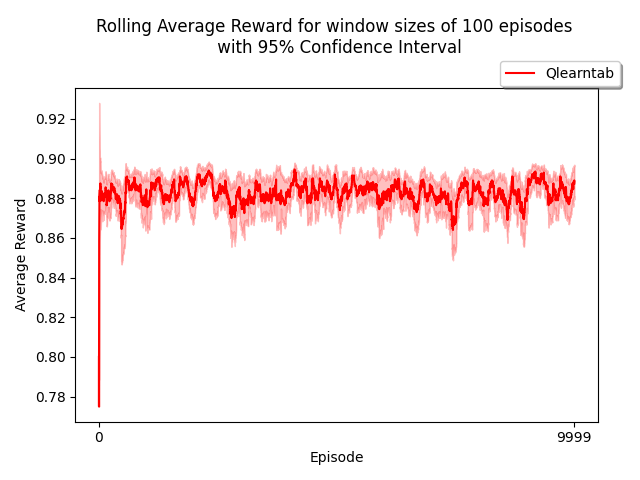 Rolling Average Reward for window sizes of 100 episodes
with 95% Confidence Interval
Qlearntab
0.92
0.90
0.88
0.86
0.84
0.82
0.80
0.78
Average Reward
0
9999
Episode